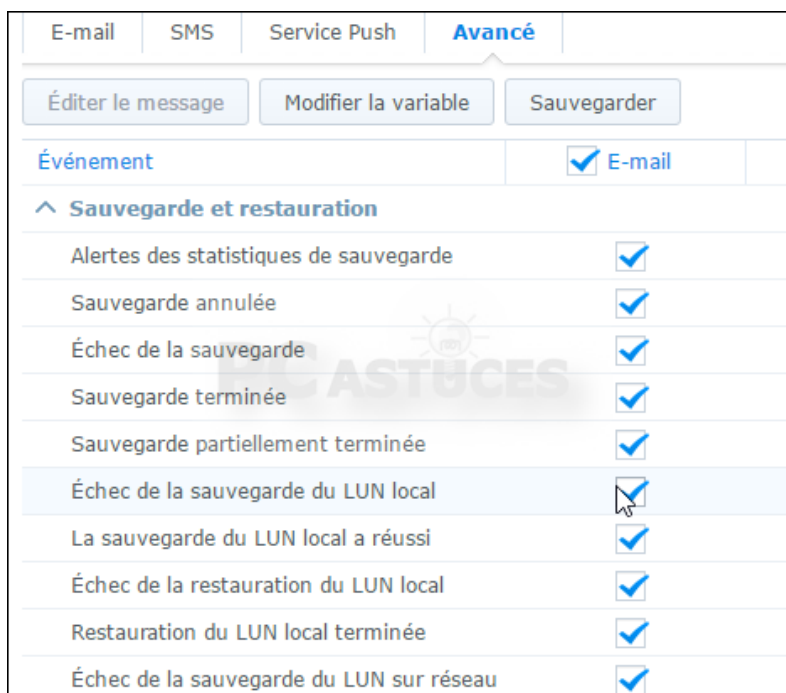 E-mail SMS Service Push Avancé
Éditer le message Modifier la variable Sauvegarder
Événement E-mail
Sauvegarde et restauration
Alertes des statistiques de sauvegarde
Sauvegarde annulée
Échec de la sauvegarde
PC ASTUCES
Sauvegarde terminée
Sauvegarde partiellement terminée
Échec de la sauvegarde du LUN local
La sauvegarde du LUN local a réussi
Échec de la restauration du LUN local
Restauration du LUN local terminée
Échec de la sauvegarde du LUN sur réseau